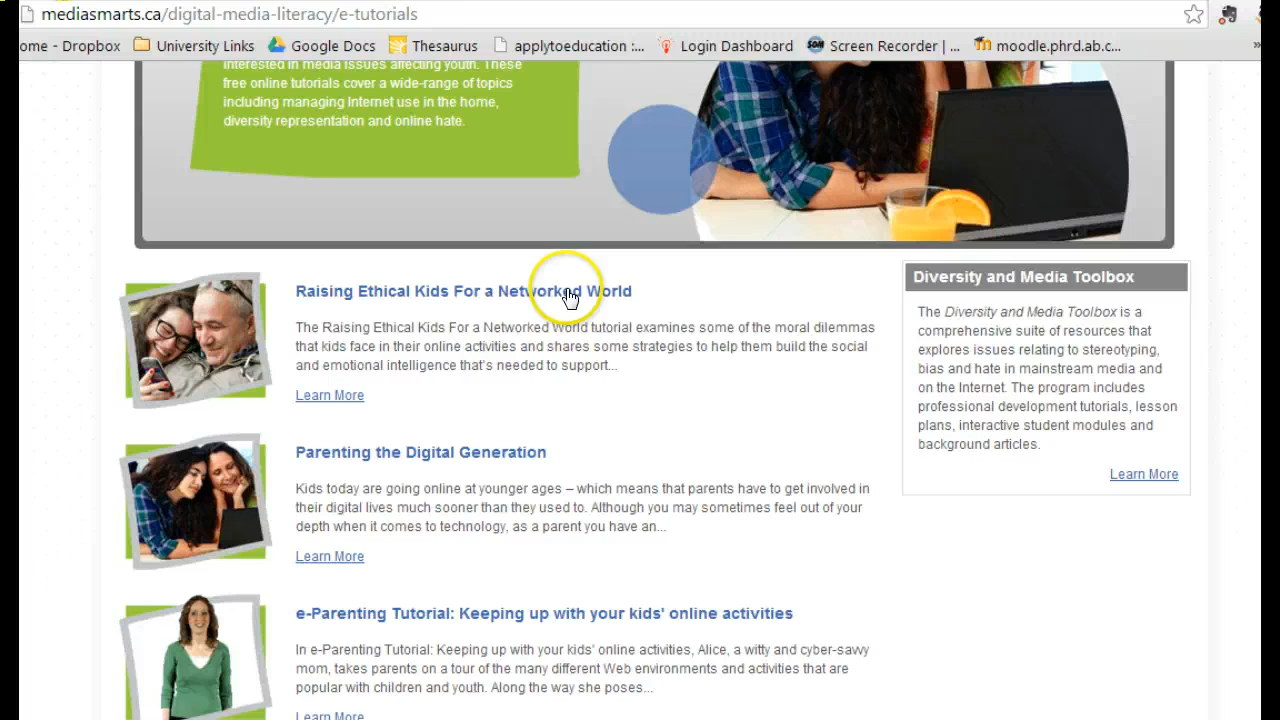 mediasmarts.ca/digital-media-literacy/e-tutorials
ome - Dropbox University Links Google Docs Thesaurus applytoeducation :... Login Dashboard Screen Recorder | ... moodle.phrd.ab.c... »
interested in media issues affecting youth. These
free online tutorials cover a wide-range of topics
including managing Internet use in the home,
diversity representation and online hate.
Raising Ethical Kids For a Networked World
The Raising Ethical Kids For a Networked World tutorial examines some of the moral dilemmas
that kids face in their online activities and shares some strategies to help them build the social
and emotional intelligence that's needed to support...
Learn More
Parenting the Digital Generation
Kids today are going online at younger ages – which means that parents have to get involved in
their digital lives much sooner than they used to. Although you may sometimes feel out of your
depth when it comes to technology, as a parent you have an...
Learn More
e-Parenting Tutorial: Keeping up with your kids' online activities
In e-Parenting Tutorial: Keeping up with your kids' online activities, Alice, a witty and cyber-savvy
mom, takes parents on a tour of the many different Web environments and activities that are
popular with children and youth. Along the way she poses...
Learn More
Diversity and Media Toolbox
The Diversity and Media Toolbox is a
comprehensive suite of resources that
explores issues relating to stereotyping,
bias and hate in mainstream media and
on the Internet. The program includes
professional development tutorials, lesson
plans, interactive student modules and
background articles.
Learn More